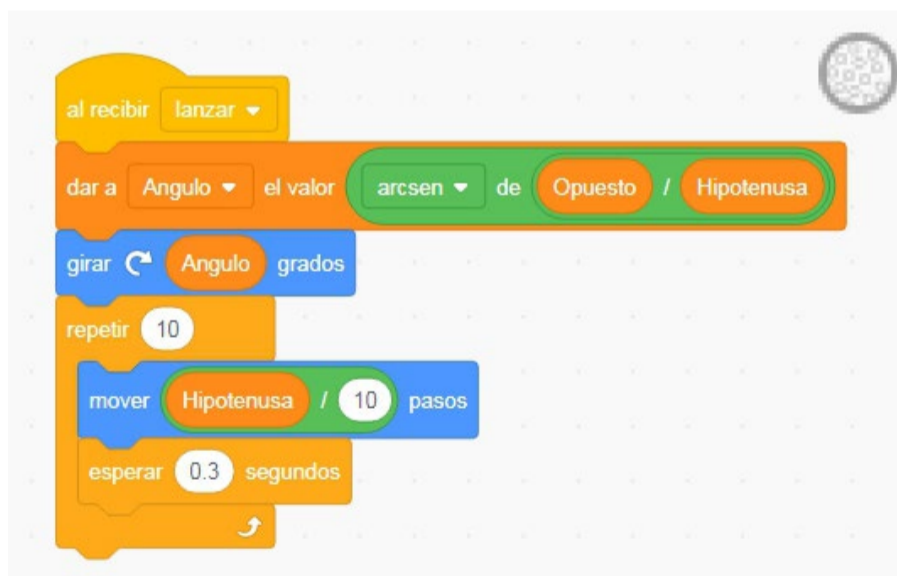 al recibir lanzar
dar a Angulo el valor arcsen de Opuesto / Hipotenusa
girar Angulo grados
repetir 10
mover Hipotenusa / 10 pasos
esperar 0.3 segundos